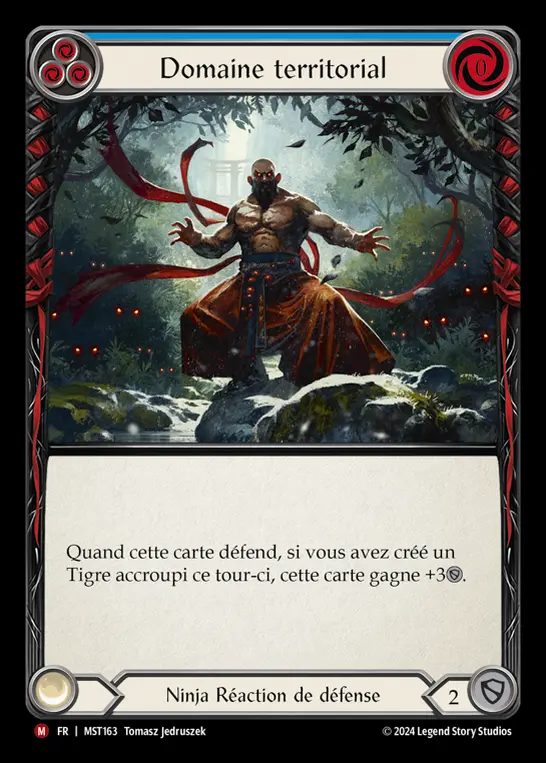 Domaine territorial
0
Quand cette carte défend, si vous avez créé un
Tigre accroupi ce tour-ci, cette carte gagne +3.
Ninja Réaction de défense
2
M FR | MST163 Tomasz Jedruszek
© 2024 Legend Story Studios